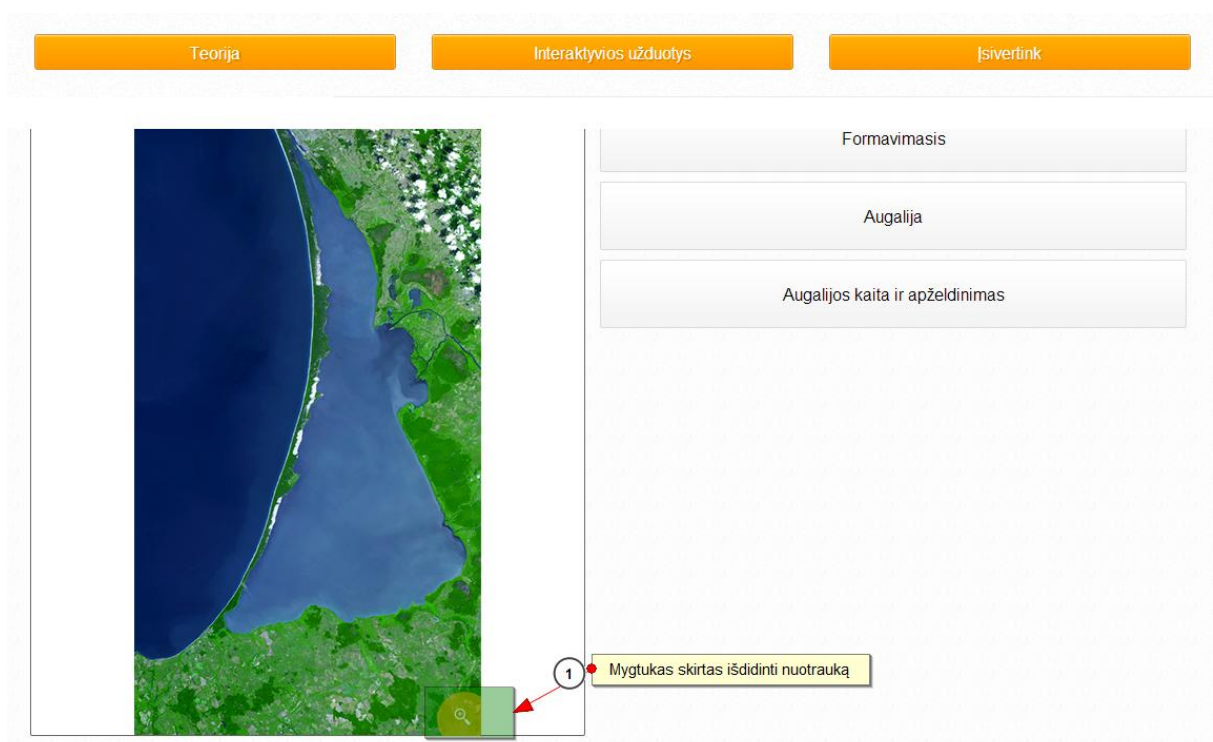 Teorija
Interaktyvios užduotys
Įsivertink
Formavimasis
Augalija
Augalijos kaita ir apželdinimas
1
Mygtukas skirtas išdidinti nuotrauką